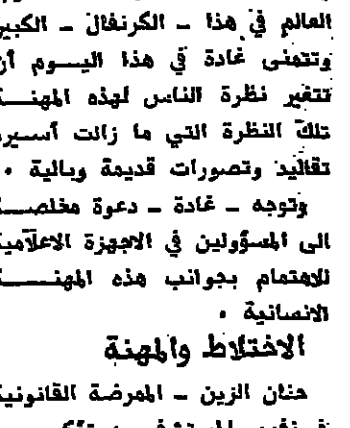 العالم في هذا - الكرنفال - الكبير
وتتمنى غادة في هذا اليوم أن
تتغير نظرة الناس لهذه المهنة
تلك النظرة التي ما زالت أسيرة
تقاليد وتصورات قديمة وبالية .
وتوجه - غادة - دعوة مخلصة
الى المسؤولين في الاجهزة الاعلامية
للاهتمام بجوانب هذه المهنة
الانسانية .
الاختلاط والمهنة
حنان الزين - الممرضة القانونية